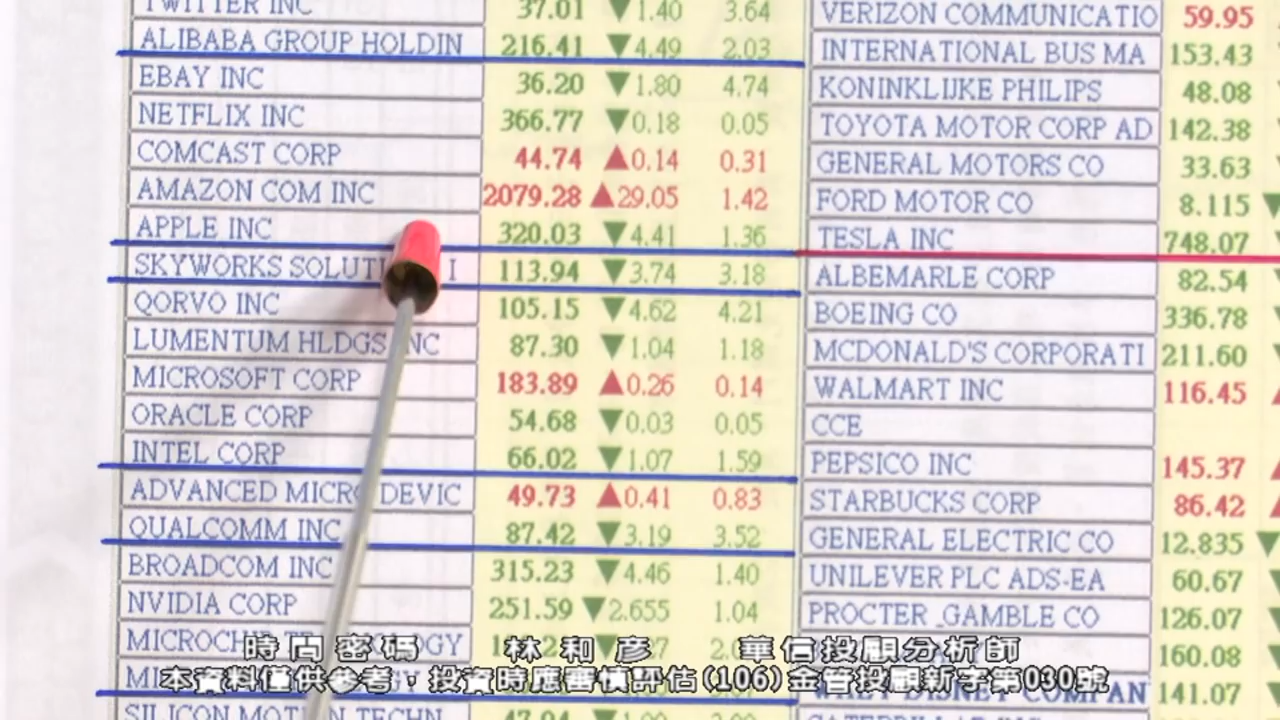 TWITTER INC 37.01 ▼1.40 3.64
ALIBABA GROUP HOLDIN 216.41 ▼4.49 2.03
EBAY INC 36.20 ▼1.80 4.74
NETFLIX INC 366.77 ▼0.18 0.05
COMCAST CORP 44.74 ▲0.14 0.31
AMAZON COM INC 2079.28 ▲29.05 1.42
APPLE INC 320.03 ▼4.41 1.36
SKYWORKS I 113.94 ▼3.74 3.18
QORVO INC 105.15 ▼4.62 4.21
LUMENTUM HLDGS NC 87.30 ▼1.04 1.18
MICROSOFT CORP 183.89 ▲0.26 0.14
ORACLE CORP 54.68 ▼0.03 0.05
INTEL CORP 66.02 ▼1.07 1.59
ADVANCED MICRO DEVIC 49.73 ▲0.41 0.83
QUALCOMM INC 87.42 ▼3.19 3.52
BROADCOM INC 315.23 ▼4.46 1.40
NVIDIA CORP 251.59 ▼2.655 1.04
VERIZON COMMUNICATIO 59.95
INTERNATIONAL BUS MA 153.43
KONINKLIJKE PHILIPS 48.08
TOYOTA MOTOR CORP AD 142.38
GENERAL MOTORS CO 33.63
FORD MOTOR CO 8.115 ▼
TESLA INC 748.07
ALBEMARLE CORP 82.54
BOEING CO 336.78
MCDONALD'S CORPORATI 211.60
WALMART INC 116.45
CCE
PEPSICO INC 145.37
STARBUCKS CORP 86.42
GENERAL ELECTRIC CO 12.835 ▼
UNILEVER PLC ADS-EA 60.67
PROCTER_GAMBLE CO 126.07
160.08
141.07
時間密碼 林和彥 華信投顧分析師
本資料僅供參考，投資時應審慎評估(106)金管投顧新字第030號